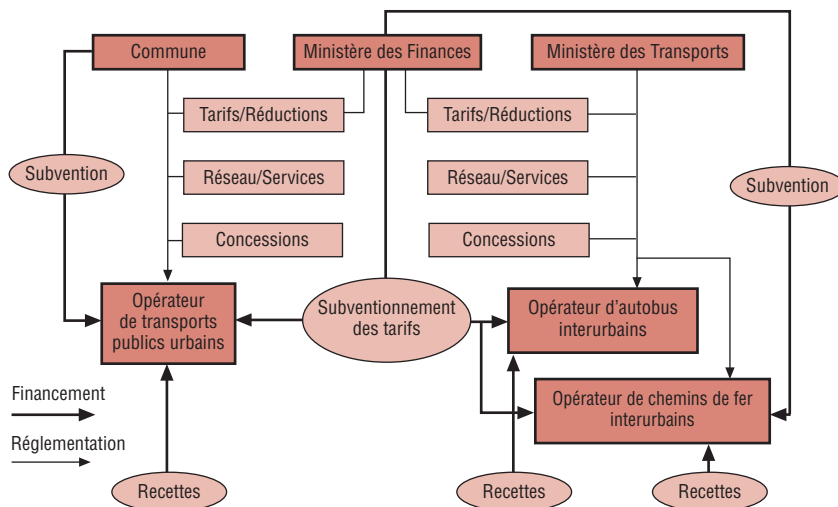 Commune
Ministère des Finances
Ministère des Transports
Tarifs/Réductions
Tarifs/Réductions
Subvention
Réseau/Services
Réseau/Services
Subvention
Concessions
Concessions
Opérateur
de transports
publics urbains
Subventionnement
des tarifs
Opérateur d'autobus
interurbains
Financement
Opérateur de chemins de fer
interurbains
Réglementation
Recettes
Recettes
Recettes